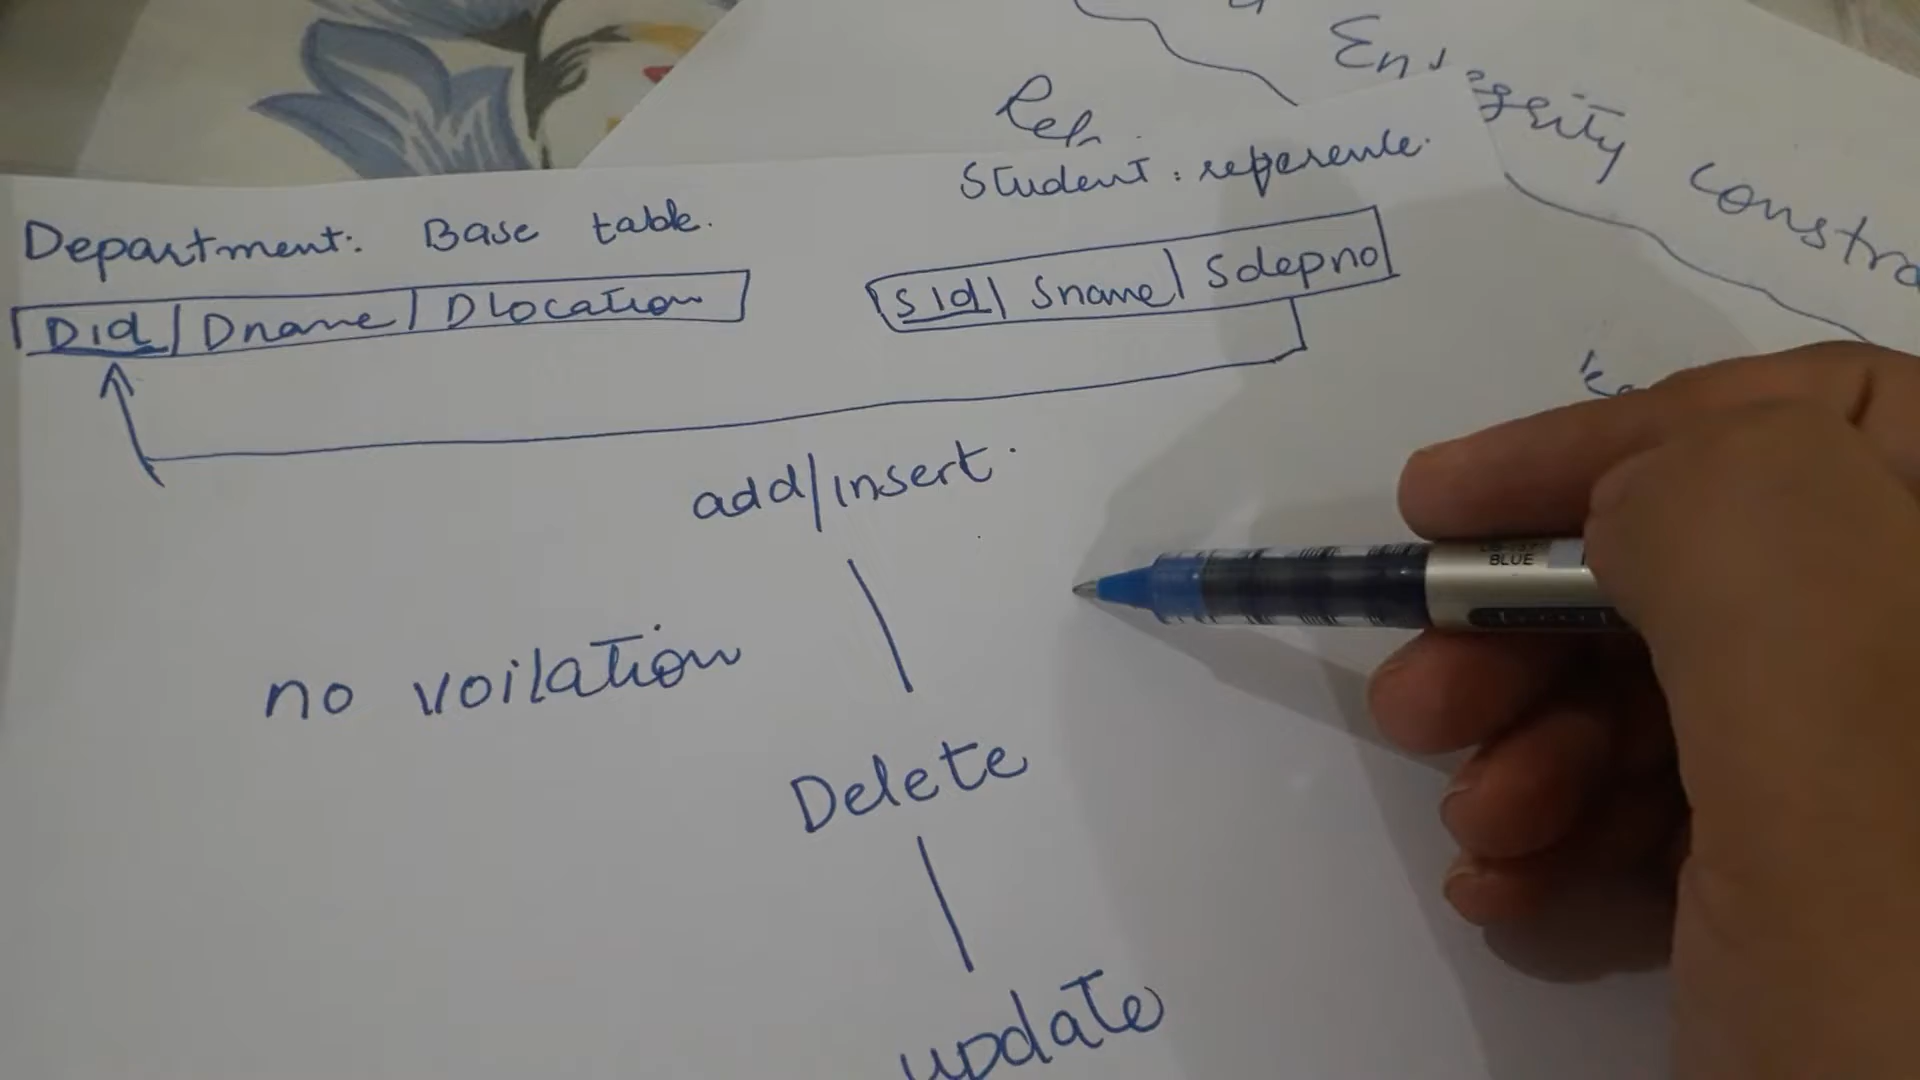 Integrity constra
Ref
Student: reference.
Department: Base table.
Did | Dname | Dlocation
Sid | Sname | Sdepno
add/insert.
BLUE
no voilation
Delete
update